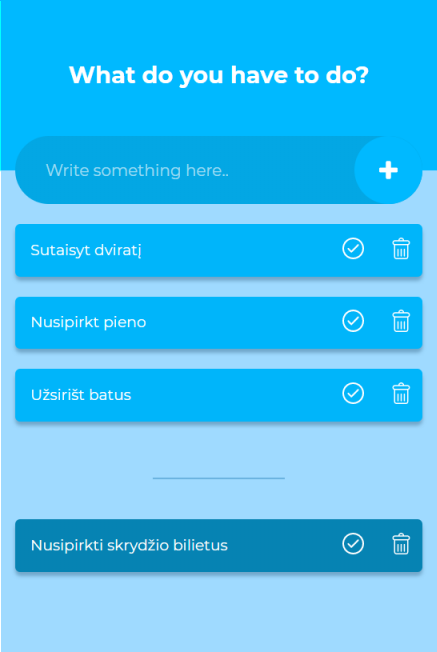 What do you have to do?
Write something here..
Sutaisyt dviratį
Nusipirkt pieno
Užsirišt batus
Nusipirkti skrydžio bilietus